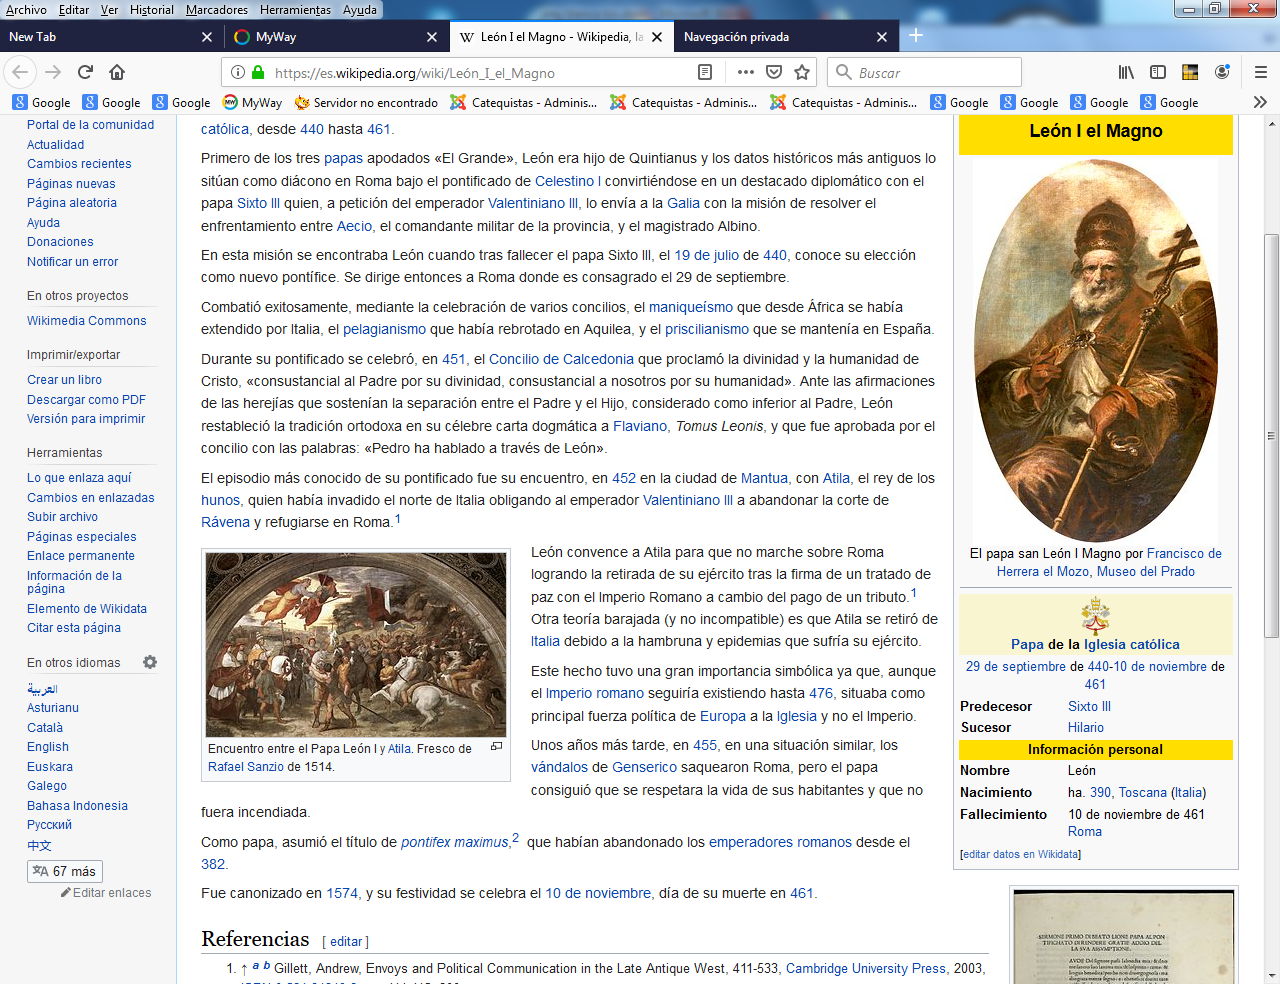 Archivo Editar Ver Historial Marcadores Herramientas Ayuda
New Tab
MyWay
León I el Magno - Wikipedia, la
Navegación privada
https://es.wikipedia.org/wiki/León_I_el_Magno
Buscar
Google
Google
Google
MyWay
Servidor no encontrado
Catequistas - Adminis...
Catequistas - Adminis...
Catequistas - Adminis...
Google
Google
Google
Google
Portal de la comunidad
Actualidad
Cambios recientes
Páginas nuevas
Página aleatoria
Ayuda
Donaciones
Notificar un error
En otros proyectos
Wikimedia Commons
Imprimir/exportar
Crear un libro
Descargar como PDF
Versión para imprimir
Herramientas
Lo que enlaza aquí
Cambios en enlazadas
Subir archivo
Páginas especiales
Enlace permanente
Información de la
página
Elemento de Wikidata
Citar esta página
En otros idiomas
العربية
Asturianu
Català
English
Euskara
Galego
Bahasa Indonesia
Русский
中文
67 más
Editar enlaces
católica, desde 440 hasta 461.
Primero de los tres papas apodados «El Grande», León era hijo de Quintianus y los datos históricos más antiguos lo
sitúan como diácono en Roma bajo el pontificado de Celestino I convirtiéndose en un destacado diplomático con el
papa Sixto III quien, a petición del emperador Valentiniano III, lo envía a la Galia con la misión de resolver el
enfrentamiento entre Aecio, el comandante militar de la provincia, y el magistrado Albino.
En esta misión se encontraba León cuando tras fallecer el papa Sixto III, el 19 de julio de 440, conoce su elección
como nuevo pontífice. Se dirige entonces a Roma donde es consagrado el 29 de septiembre.
Combatió exitosamente, mediante la celebración de varios concilios, el maniqueísmo que desde África se había
extendido por Italia, el pelagianismo que había rebrotado en Aquilea, y el priscilianismo que se mantenía en España.
Durante su pontificado se celebró, en 451, el Concilio de Calcedonia que proclamó la divinidad y la humanidad de
Cristo, «consustancial al Padre por su divinidad, consustancial a nosotros por su humanidad». Ante las afirmaciones
de las herejías que sostenían la separación entre el Padre y el Hijo, considerado como inferior al Padre, León
restableció la tradición ortodoxa en su célebre carta dogmática a Flaviano, Tomus Leonis, y que fue aprobada por el
concilio con las palabras: «Pedro ha hablado a través de León».
El episodio más conocido de su pontificado fue su encuentro, en 452 en la ciudad de Mantua, con Atila, el rey de los
hunos, quien había invadido el norte de Italia obligando al emperador Valentiniano III a abandonar la corte de
Rávena y refugiarse en Roma.1
Encuentro entre el Papa León I y Atila. Fresco de
Rafael Sanzio de 1514.
León convence a Atila para que no marche sobre Roma
logrando la retirada de su ejército tras la firma de un tratado de
paz con el Imperio Romano a cambio del pago de un tributo.1
Otra teoría barajada (y no incompatible) es que Atila se retiró de
Italia debido a la hambruna y epidemias que sufría su ejército.
Este hecho tuvo una gran importancia simbólica ya que, aunque
el Imperio romano seguiría existiendo hasta 476, situaba como
principal fuerza política de Europa a la Iglesia y no el Imperio.
Unos años más tarde, en 455, en una situación similar, los
vándalos de Genserico saquearon Roma, pero el papa
consiguió que se respetara la vida de sus habitantes y que no
fuera incendiada.
Como papa, asumió el título de pontifex maximus,2 que habían abandonado los emperadores romanos desde el
382.
Fue canonizado en 1574, y su festividad se celebra el 10 de noviembre, día de su muerte en 461.
Referencias [ editar ]
1. ↑ a b Gillett, Andrew, Envoys and Political Communication in the Late Antique West, 411-533, Cambridge University Press, 2003,
León I el Magno
El papa san León I Magno por Francisco de
Herrera el Mozo, Museo del Prado
Papa de la Iglesia católica
29 de septiembre de 440-10 de noviembre de
461
Predecesor Sixto III
Sucesor Hilario
Información personal
Nombre León
Nacimiento ha. 390, Toscana (Italia)
Fallecimiento 10 de noviembre de 461
Roma
[editar datos en Wikidata]